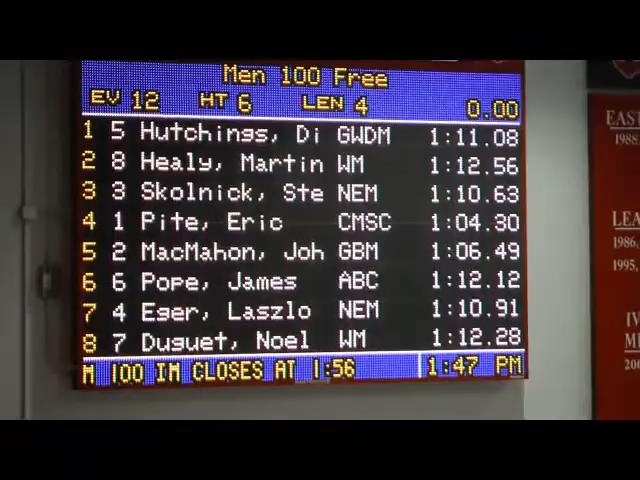 Men 100 Free
EV 12 HT 6 LEN 4 0.00
1 5 Hutchings, Di GWDM 1:11.08
2 8 Healy, Martin WM 1:12.56
3 3 Skolnick, Ste NEM 1:10.63
4 1 Pite, Eric CMSC 1:04.30
5 2 MacMahon, Joh GBM 1:06.49
6 6 Pope, James ABC 1:12.12
7 4 Eger, Laszlo NEM 1:10.91
8 7 Duguet, Noel WM 1:12.28
M 100 IM CLOSES AT 1:56 1:47 PM
EAST
1988
LEA
1986,
1995,
IV